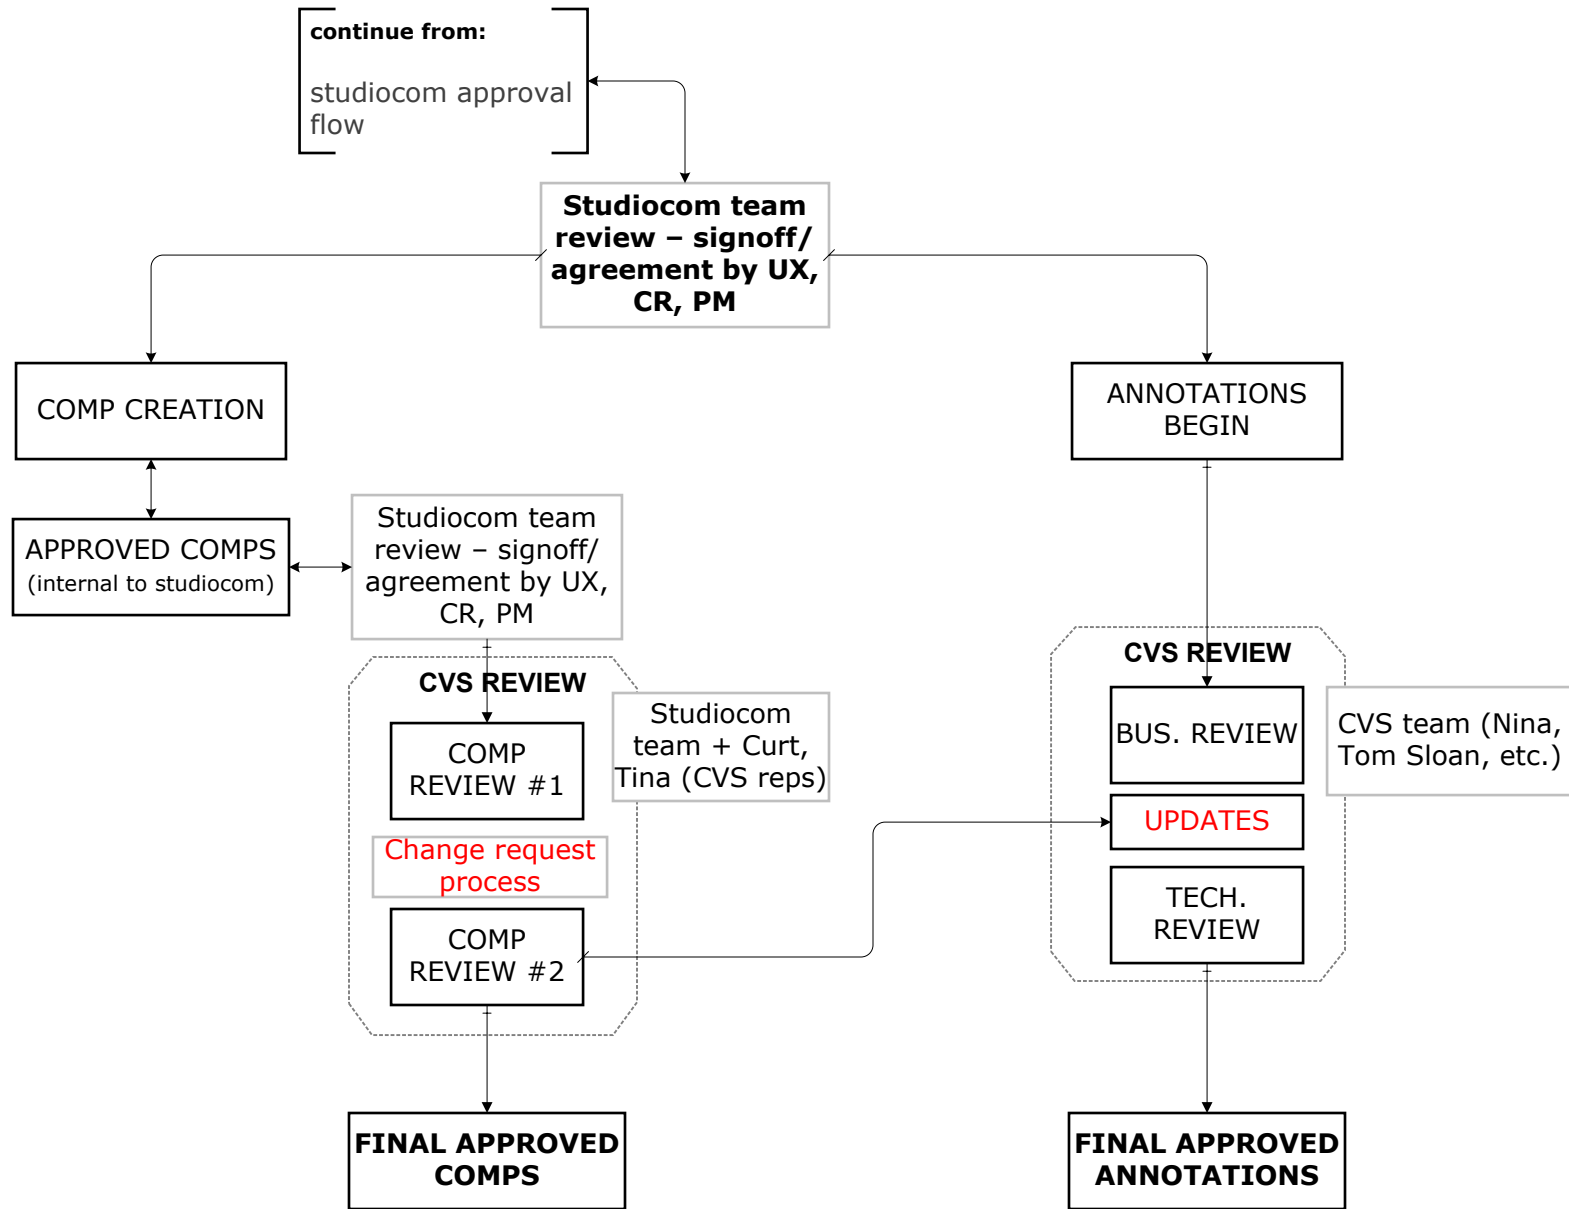 continue from:
studiocom approval
flow
Studiocom team
review – signoff/
agreement by UX,
CR, PM
COMP CREATION
ANNOTATIONS
BEGIN
APPROVED COMPS
(internal to studiocom)
Studiocom team
review – signoff/
agreement by UX,
CR, PM
CVS REVIEW
COMP
REVIEW #1
Studiocom
team + Curt,
Tina (CVS reps)
Change request
process
COMP
REVIEW #2
CVS REVIEW
BUS. REVIEW
CVS team (Nina,
Tom Sloan, etc.)
UPDATES
TECH.
REVIEW
FINAL APPROVED
COMPS
FINAL APPROVED
ANNOTATIONS